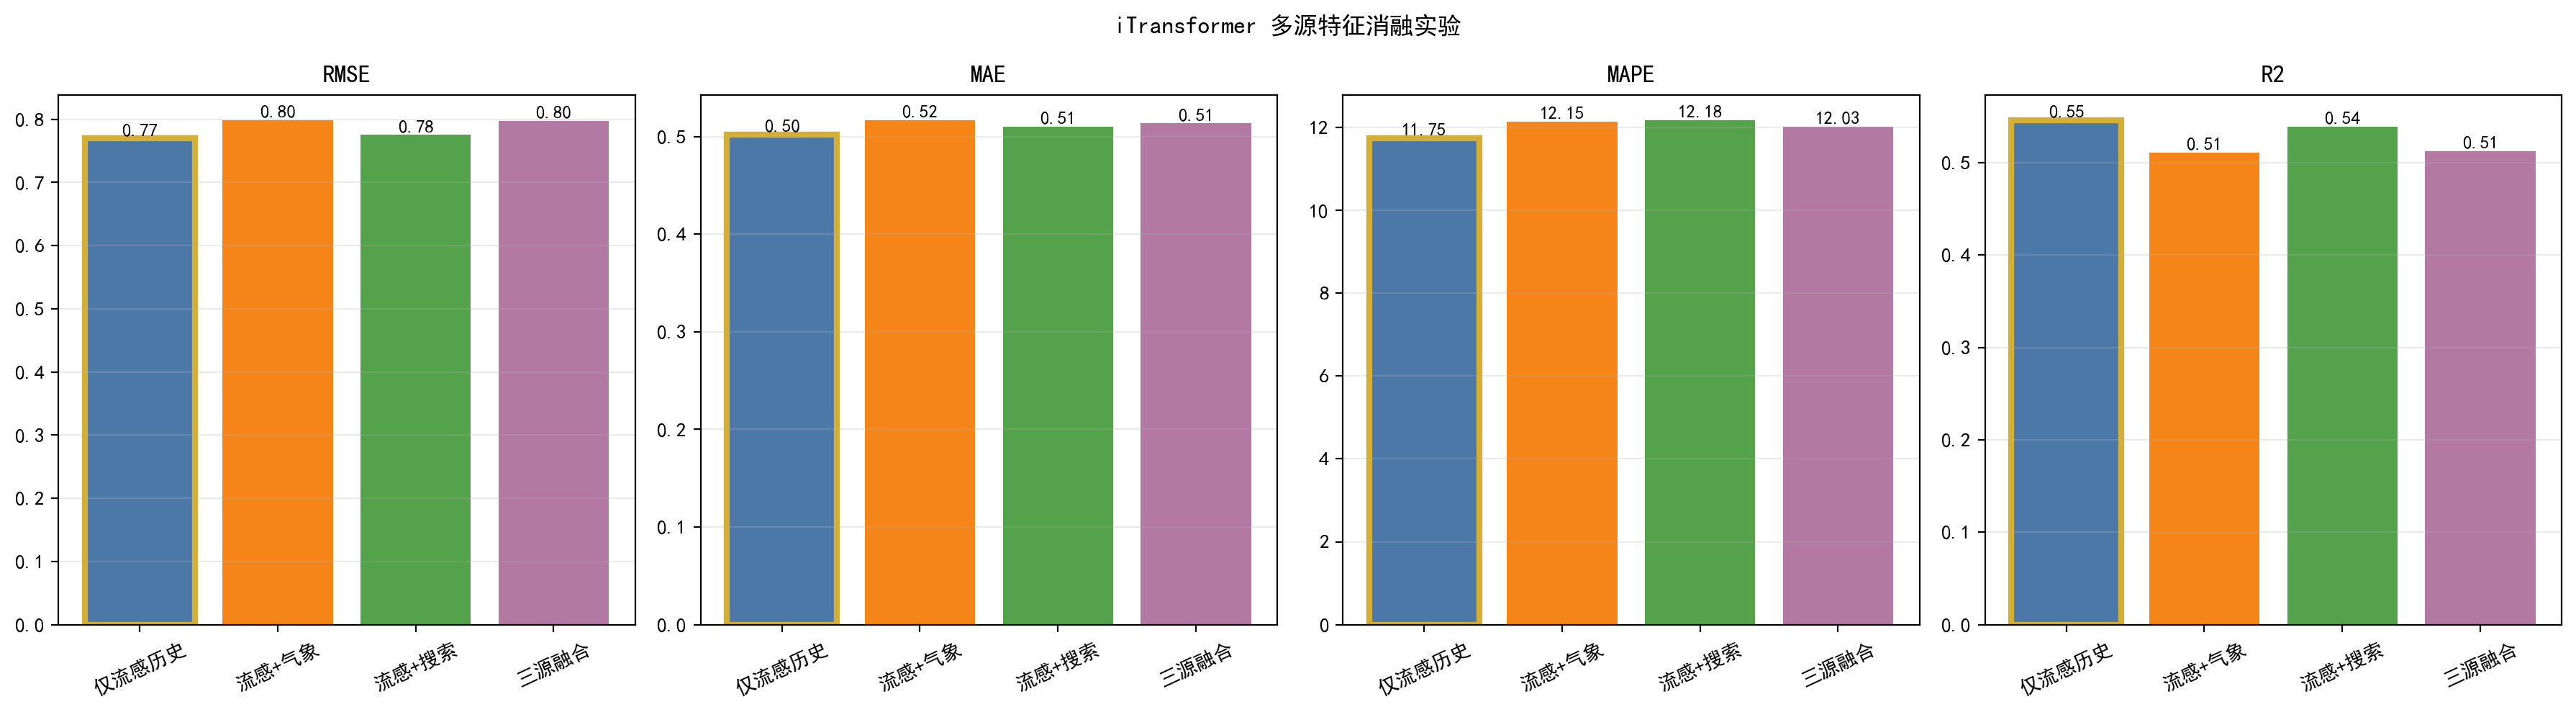 iTransformer 多源特征消融实验
RMSE
0.8
0.7
0.6
0.5
0.4
0.3
0.2
0.1
0.0
0.77
0.80
0.78
0.80
仅流感历史
流感+气象
流感+搜索
三源融合
MAE
0.5
0.4
0.3
0.2
0.1
0.0
0.50
0.52
0.51
0.51
仅流感历史
流感+气象
流感+搜索
三源融合
MAPE
12
10
8
6
4
2
0
11.75
12.15
12.18
12.03
仅流感历史
流感+气象
流感+搜索
三源融合
R2
0.5
0.4
0.3
0.2
0.1
0.0
0.55
0.51
0.54
0.51
仅流感历史
流感+气象
流感+搜索
三源融合